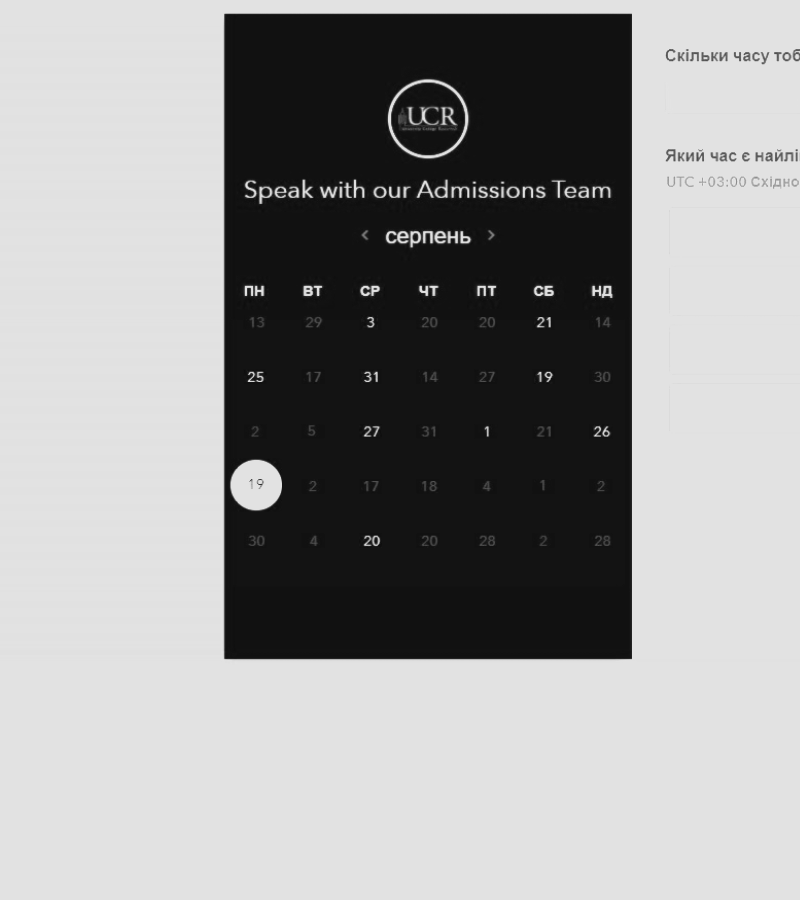 UCR
Speak with our Admissions Team
< серпень >
ПН ВТ СР ЧТ ПТ СБ НД
13 29 3 20 20 21 14
25 17 31 14 27 19 30
2 5 27 31 1 21 26
19 2 17 18 4 1 2
30 4 20 20 28 2 28
Скільки часу тоб
Який час є найлі
UTC +03:00 Східно